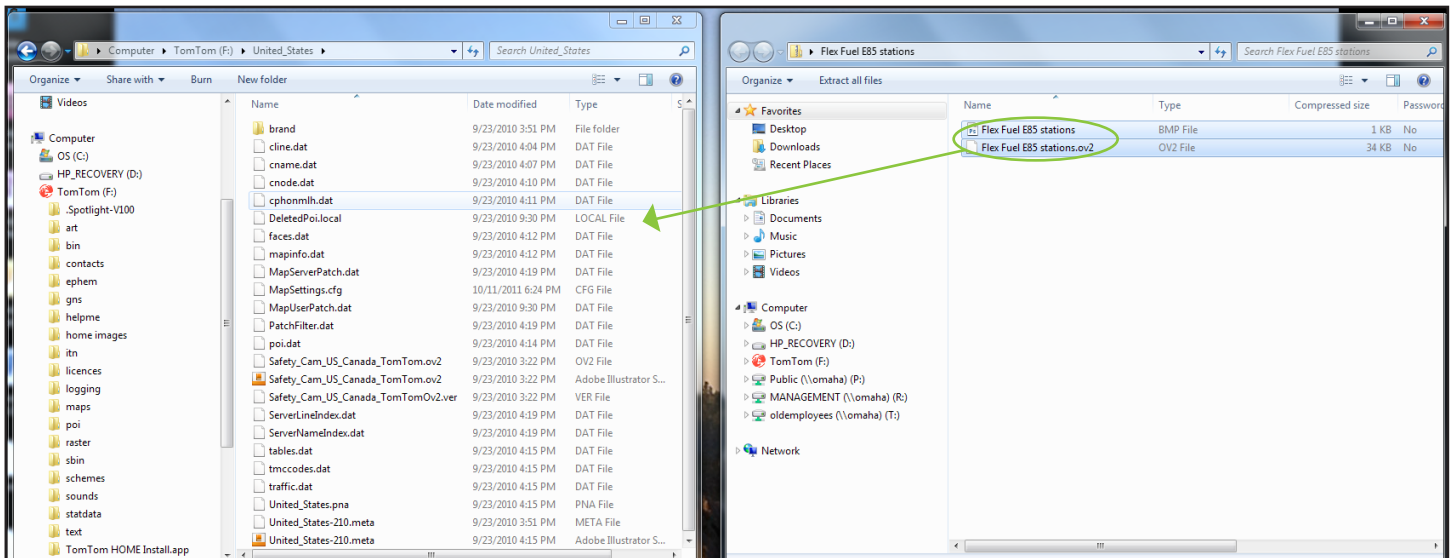 Computer ▸ TomTom (F:) ▸ United_States ▸
Search United_States
Organize ▾ Share with ▾ Burn New folder
Videos
Computer
OS (C:)
HP_RECOVERY (D:)
TomTom (F:)
.Spotlight-V100
art
bin
contacts
ephem
gns
helpme
home images
itn
licences
logging
maps
poi
raster
sbin
schemes
sounds
statdata
text
TomTom HOME Install.app
Name Date modified Type S
brand 9/23/2010 3:51 PM File folder
cline.dat 9/23/2010 4:04 PM DAT File
cname.dat 9/23/2010 4:07 PM DAT File
cnode.dat 9/23/2010 4:10 PM DAT File
cphonmlh.dat 9/23/2010 4:11 PM DAT File
DeletedPoi.local 9/23/2010 9:30 PM LOCAL File
faces.dat 9/23/2010 4:12 PM DAT File
mapinfo.dat 9/23/2010 4:12 PM DAT File
MapServerPatch.dat 9/23/2010 4:19 PM DAT File
MapSettings.cfg 10/11/2011 6:24 PM CFG File
MapUserPatch.dat 9/23/2010 9:30 PM DAT File
PatchFilter.dat 9/23/2010 4:19 PM DAT File
poi.dat 9/23/2010 4:14 PM DAT File
Safety_Cam_US_Canada_TomTom.ov2 9/23/2010 3:22 PM OV2 File
Safety_Cam_US_Canada_TomTom.ov2 9/23/2010 3:22 PM Adobe Illustrator S...
Safety_Cam_US_Canada_TomTomOv2.ver 9/23/2010 3:22 PM VER File
ServerLineIndex.dat 9/23/2010 4:19 PM DAT File
ServerNameIndex.dat 9/23/2010 4:19 PM DAT File
tables.dat 9/23/2010 4:15 PM DAT File
tmccodes.dat 9/23/2010 4:15 PM DAT File
traffic.dat 9/23/2010 4:15 PM DAT File
United_States.pna 9/23/2010 4:15 PM PNA File
United_States-210.meta 9/23/2010 3:51 PM META File
United_States-210.meta 9/23/2010 4:15 PM Adobe Illustrator S...
▸ Flex Fuel E85 stations
Search Flex Fuel E85 stations
Organize ▾ Extract all files
Favorites
Desktop
Downloads
Recent Places
Libraries
Documents
Music
Pictures
Videos
Computer
OS (C:)
HP_RECOVERY (D:)
TomTom (F:)
Public (\\omaha) (P:)
MANAGEMENT (\\omaha) (R:)
oldemployees (\\omaha) (T:)
Network
Name Type Compressed size Password
Flex Fuel E85 stations BMP File 1 KB No
Flex Fuel E85 stations.ov2 OV2 File 34 KB No